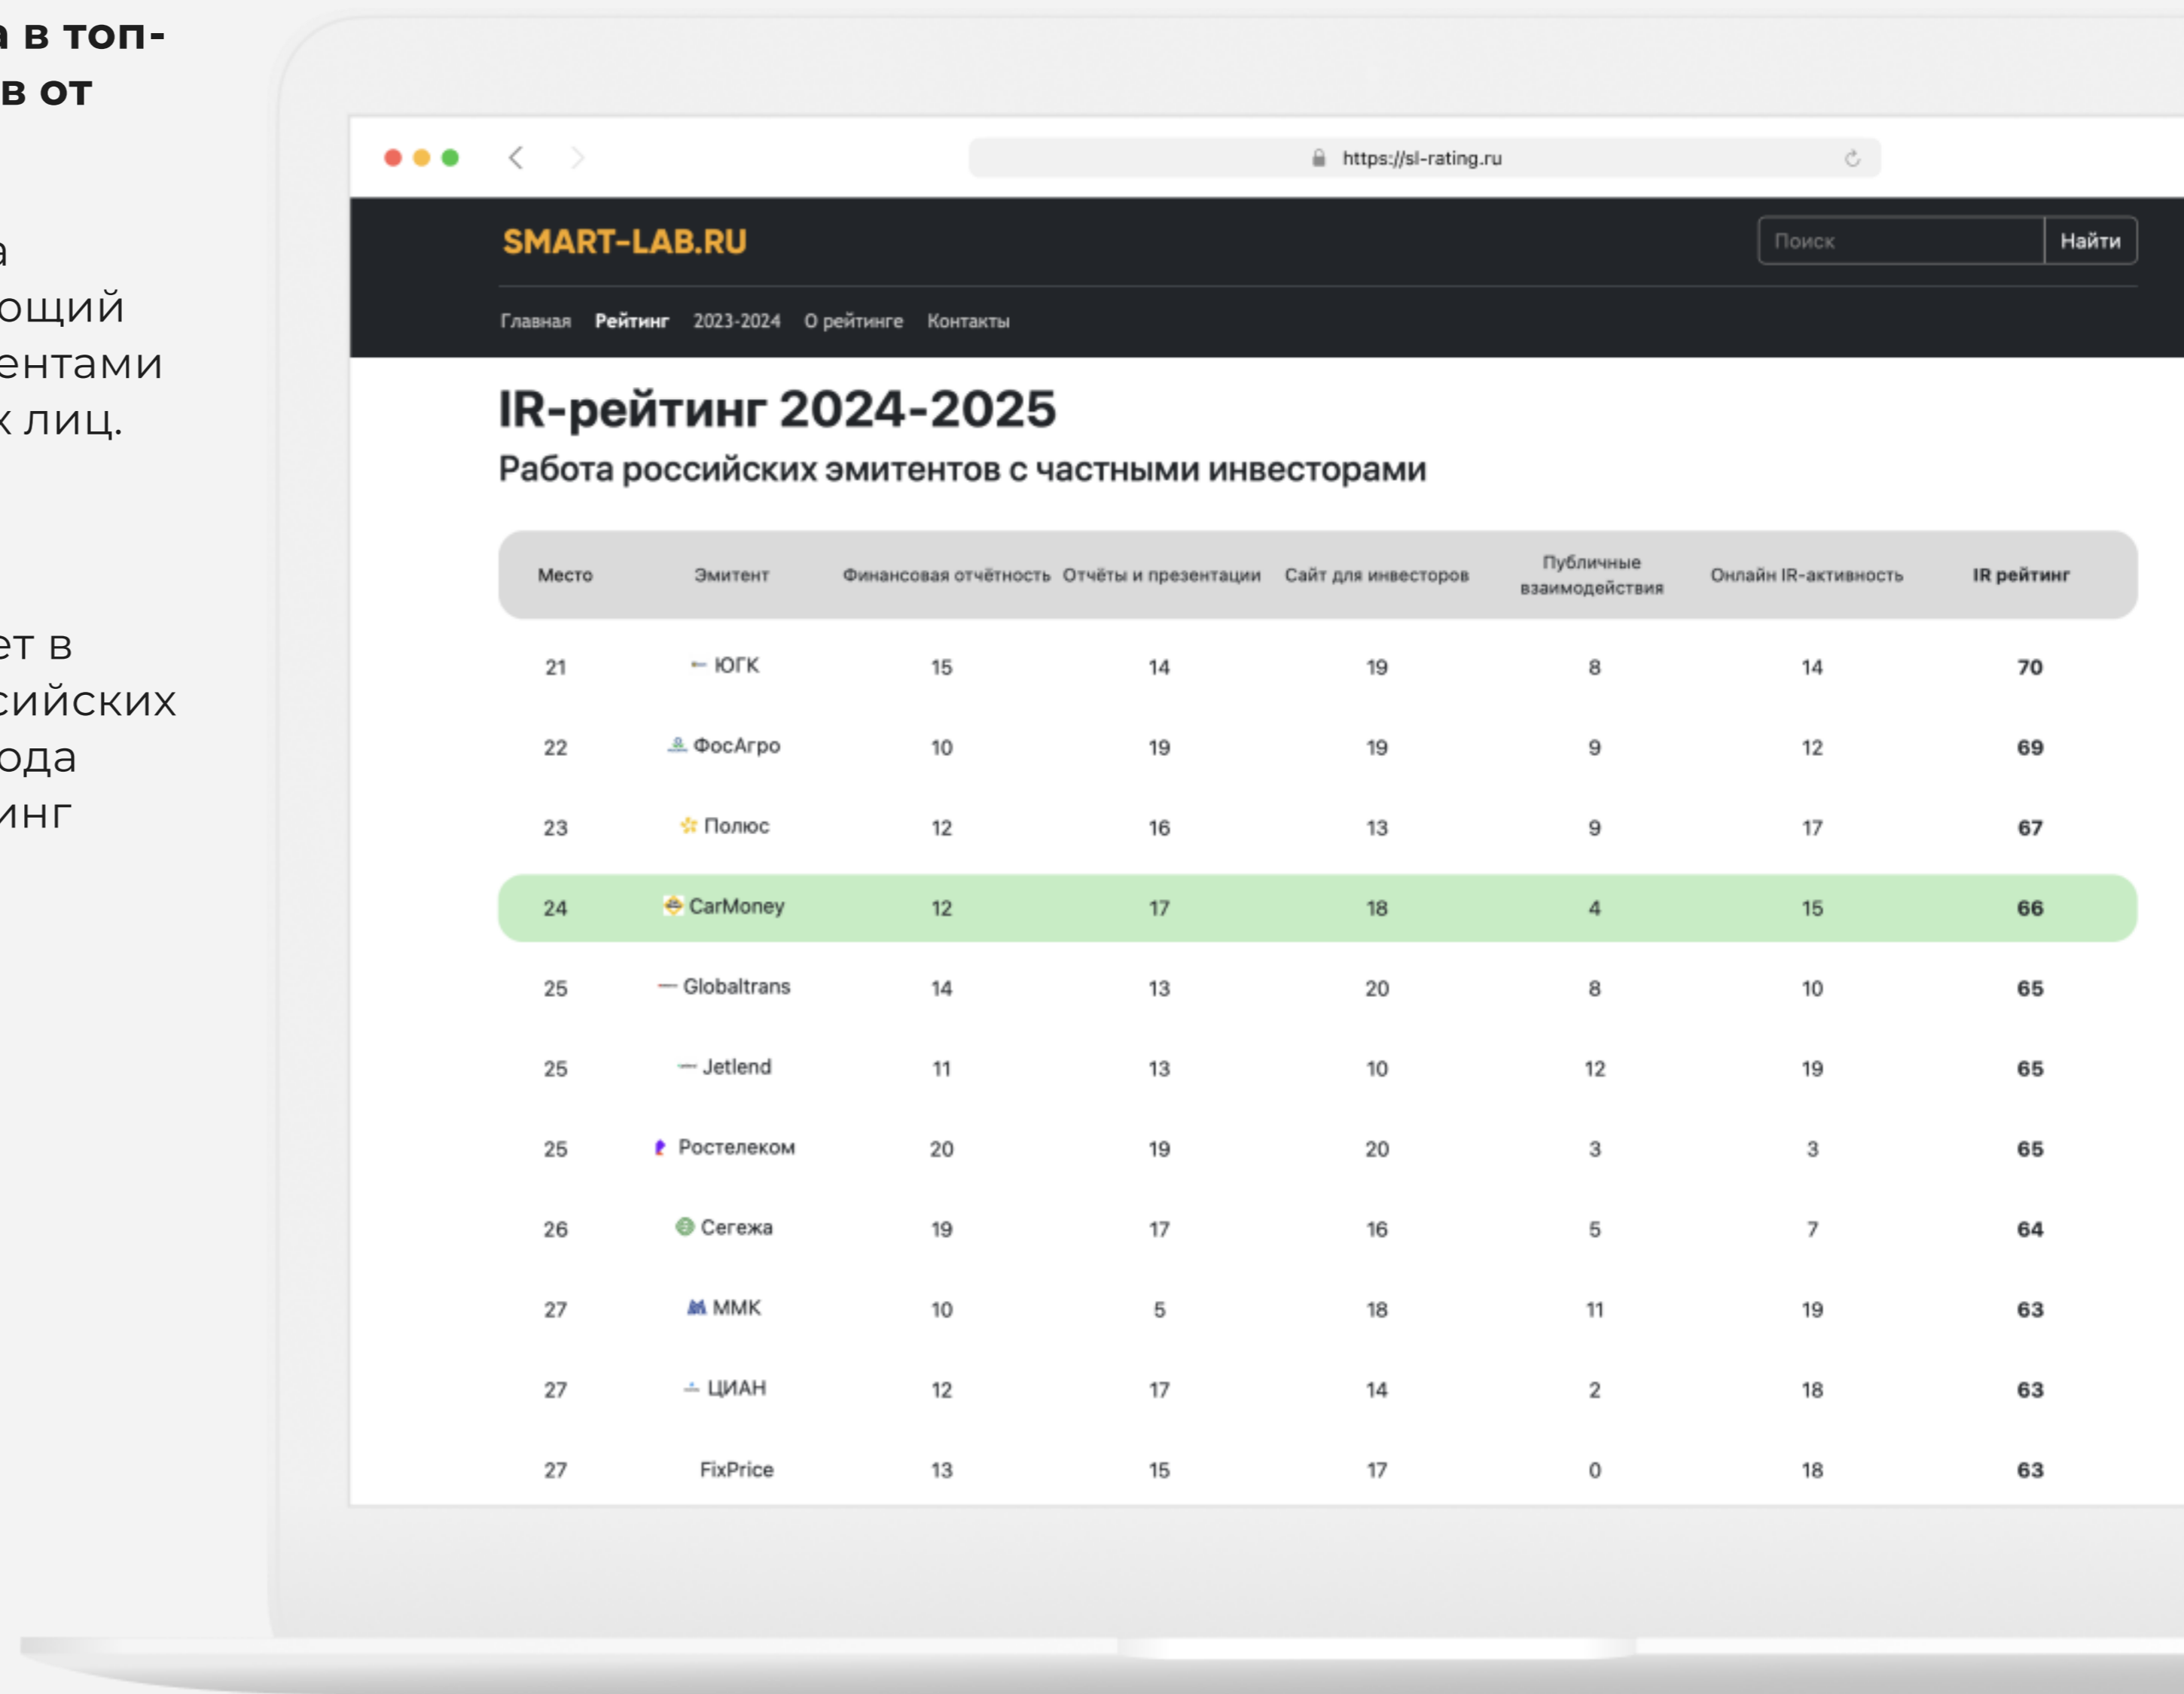 а в топ-
в от
а
ющий
ентами
х лиц.
ет в
сийских
ода
инг
https://sl-rating.ru
SMART-LAB.RU
Поиск Найти
Главная Рейтинг 2023-2024 О рейтинге Контакты
IR-рейтинг 2024-2025
Работа российских эмитентов с частными инвесторами
Место Эмитент Финансовая отчётность Отчёты и презентации Сайт для инвесторов Публичные взаимодействия Онлайн IR-активность IR рейтинг
21 ЮГК 15 14 19 8 14 70
22 ФосАгро 10 19 19 9 12 69
23 Полюс 12 16 13 9 17 67
24 CarMoney 12 17 18 4 15 66
25 Globaltrans 14 13 20 8 10 65
25 Jetlend 11 13 10 12 19 65
25 Ростелеком 20 19 20 3 3 65
26 Сегежа 19 17 16 5 7 64
27 ММК 10 5 18 11 19 63
27 ЦИАН 12 17 14 2 18 63
27 FixPrice 13 15 17 0 18 63